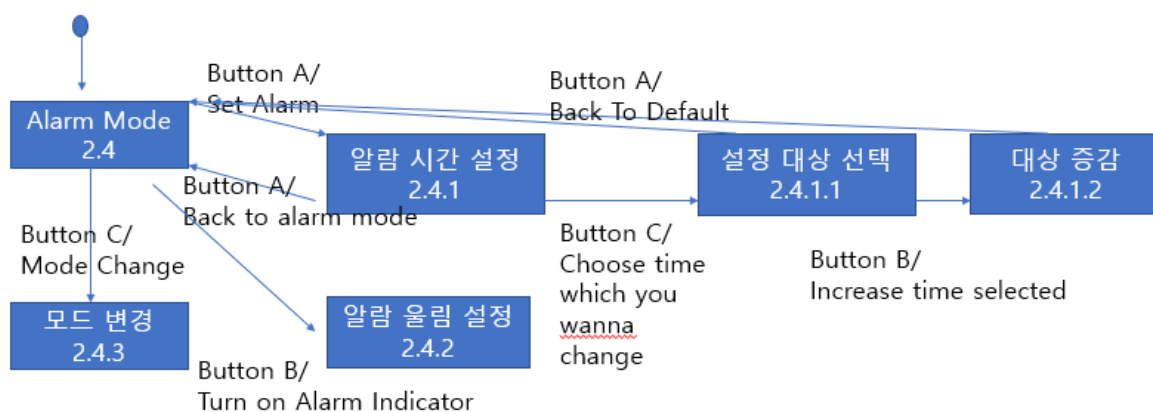 Button A/
Set Alarm
Button A/
Back To Default
Alarm Mode
2.4
알람 시간 설정
2.4.1
설정 대상 선택
2.4.1.1
대상 증감
2.4.1.2
Button A/
Back to alarm mode
Button C/
Mode Change
Button C/
Choose time
which you
wanna
change
Button B/
Increase time selected
모드 변경
2.4.3
알람 울림 설정
2.4.2
Button B/
Turn on Alarm Indicator